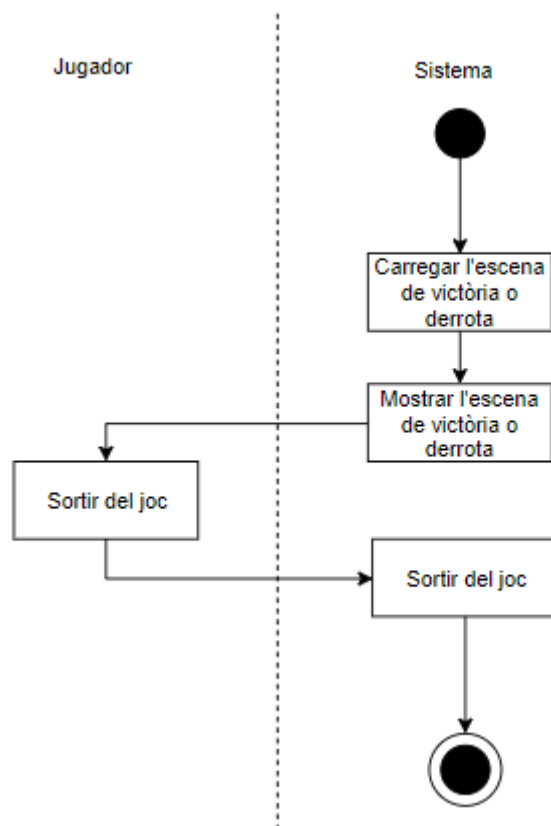 Jugador
Sistema
Carregar l'escena
de victòria o
derrota
Mostrar l'escena
de victòria o
derrota
Sortir del joc
Sortir del joc